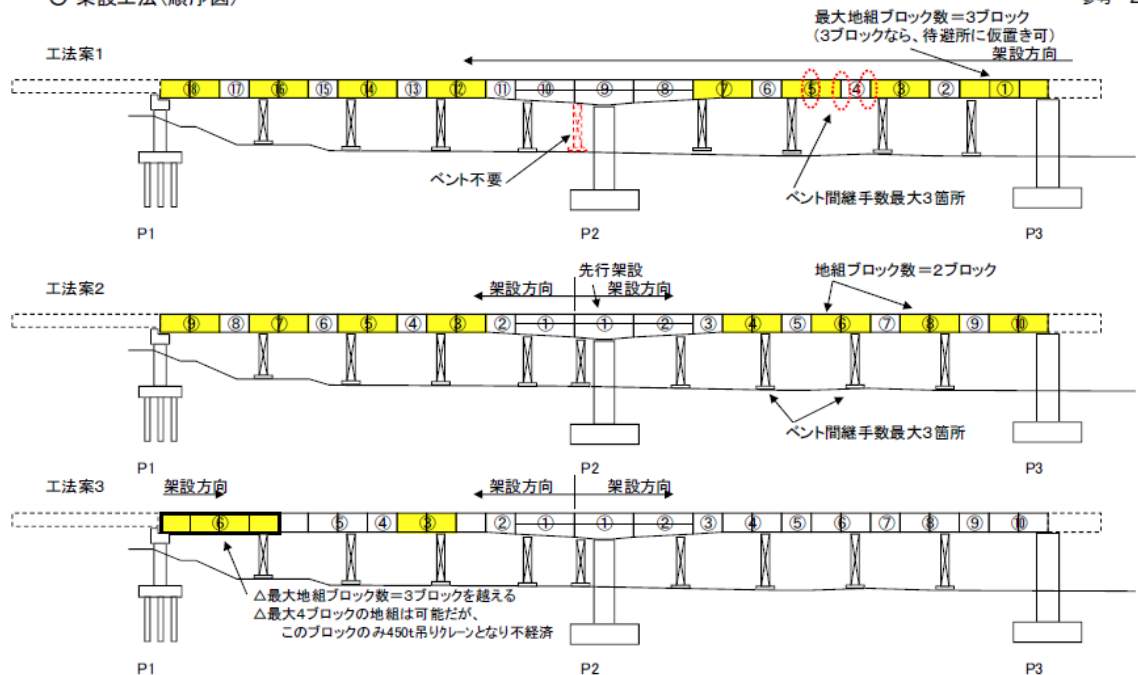 ○ 架設工法(順序図)
参考 2
最大地組ブロック数＝3ブロック
(3ブロックなら、待避所に仮置き可)
工法案1
架設方向
⑱ ⑰ ⑯ ⑮ ⑭ ⑬ ⑫ ⑪ ⑩ ⑨ ⑧ ⑦ ⑥ ⑤ ④ ③ ② ①
ベント不要
ベント間継手数最大3箇所
P1 P2 P3
工法案2
先行架設
地組ブロック数＝2ブロック
架設方向 架設方向
⑨ ⑧ ⑦ ⑥ ⑤ ④ ③ ② ① ① ② ③ ④ ⑤ ⑥ ⑦ ⑧ ⑨ ⑩
ベント間継手数最大3箇所
P1 P2 P3
工法案3
架設方向 架設方向 架設方向
⑥ ⑤ ④ ③ ② ① ① ② ③ ④ ⑤ ⑥ ⑦ ⑧ ⑨ ⑩
△最大地組ブロック数＝3ブロックを越える
△最大4ブロックの地組は可能だが、
このブロックのみ450t吊りクレーンとなり不経済
P1 P2 P3